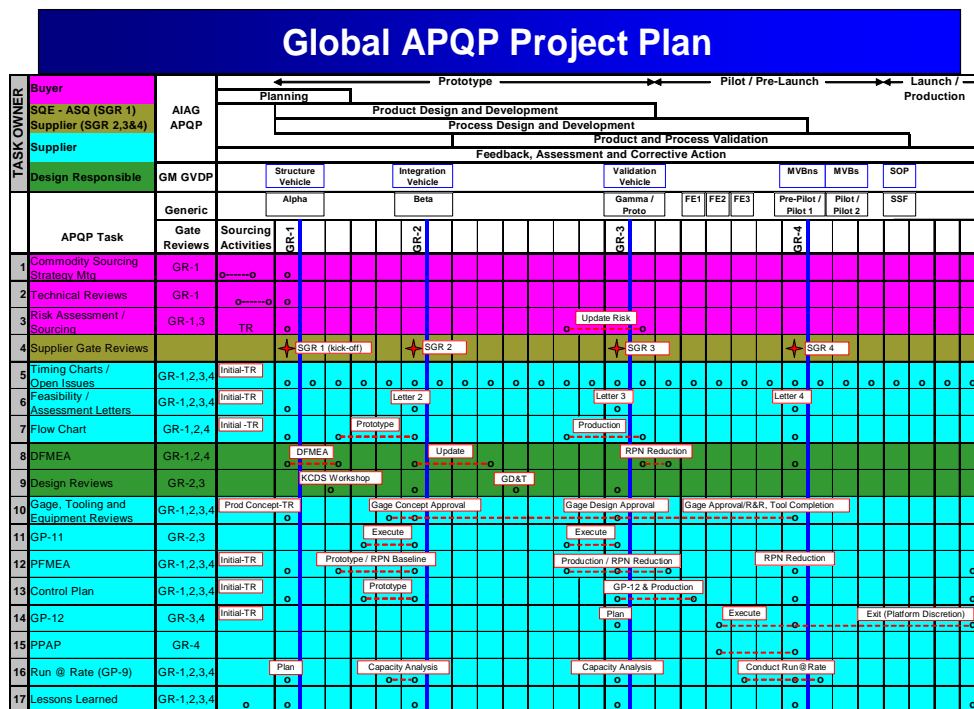 Global APQP Project Plan
TASK OWNER
Buyer
SQE - ASQ (SGR 1)
Supplier (SGR 2,3&4)
Supplier
Design Responsible
AIAG
APQP
GM GVDP
Generic
Prototype
Pilot / Pre-Launch
Launch /
Production
Planning
Product Design and Development
Process Design and Development
Product and Process Validation
Feedback, Assessment and Corrective Action
Structure
Vehicle
Integration
Vehicle
Validation
Vehicle
MVBns
MVBs
SOP
Alpha
Beta
Gamma /
Proto
FE1
FE2
FE3
Pre-Pilot /
Pilot 1
Pilot /
Pilot 2
SSF
APQP Task
Gate
Reviews
Sourcing
Activities
GR-1
GR-2
GR-3
GR-4
1
Commodity Sourcing
Strategy Mtg
GR-1
2
Technical Reviews
GR-1
3
Risk Assessment /
Sourcing
GR-1,3
TR
Update Risk
4
Supplier Gate Reviews
SGR 1 (kick-off)
SGR 2
SGR 3
SGR 4
5
Timing Charts /
Open Issues
GR-1,2,3,4
Initial-TR
6
Feasibility /
Assessment Letters
GR-1,2,3,4
Initial-TR
Letter 2
Letter 3
Letter 4
7
Flow Chart
GR-1,2,4
Initial -TR
Prototype
Production
8
DFMEA
GR-1,2,4
DFMEA
Update
RPN Reduction
9
Design Reviews
GR-2,3
KCDS Workshop
GD&T
10
Gage, Tooling and
Equipment Reviews
GR-1,2,3,4
Prod Concept-TR
Gage Concept Approval
Gage Design Approval
Gage Approval/R&R, Tool Completion
11
GP-11
GR-2,3
Execute
Execute
12
PFMEA
GR-1,2,3,4
Initial-TR
Prototype / RPN Baseline
Production / RPN Reduction
RPN Reduction
13
Control Plan
GR-1,2,3,4
Initial-TR
Prototype
GP-12 & Production
14
GP-12
GR-3,4
Initial-TR
Plan
Execute
Exit (Platform Discretion)
15
PPAP
GR-4
16
Run @ Rate (GP-9)
GR-1,2,3,4
Plan
Capacity Analysis
Capacity Analysis
Conduct Run@Rate
17
Lessons Learned
GR-1,2,3,4